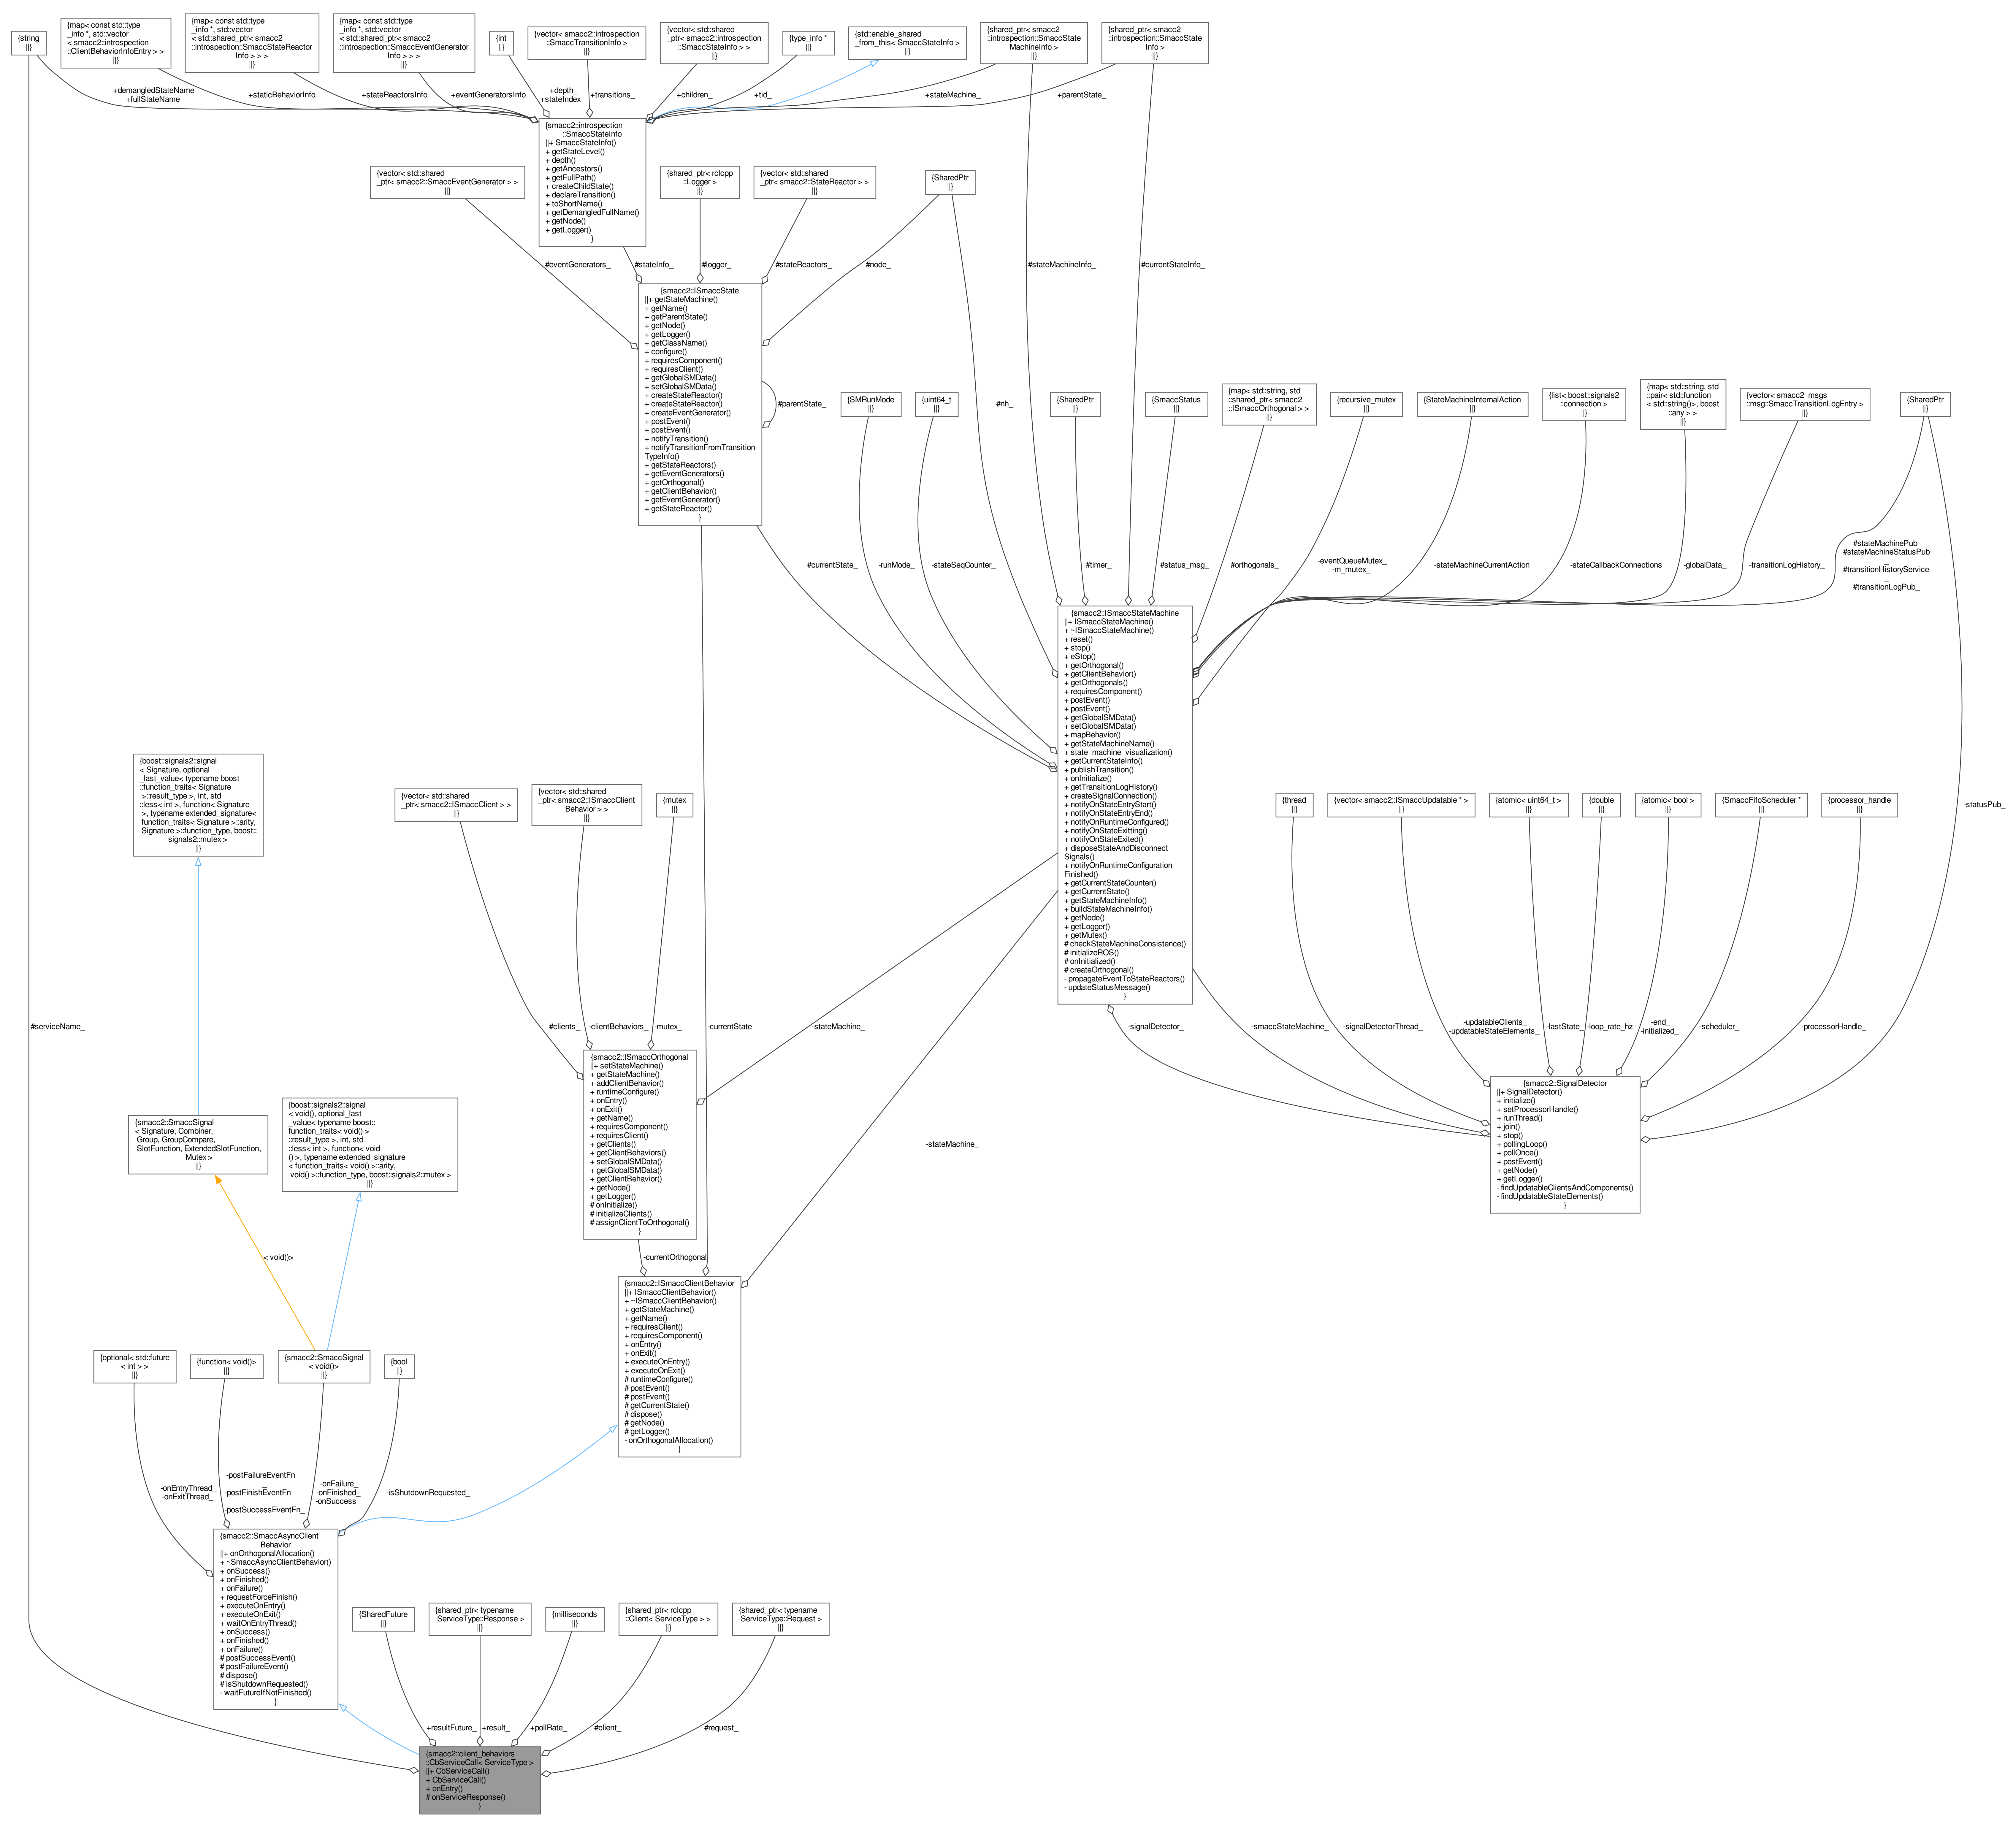 {string
||}
{map< const std::type
_info *, std::vector
< smacc2::introspection
::ClientBehaviorInfoEntry > >
||}
{map< const std::type
_info *, std::vector
< std::shared_ptr< smacc2
::introspection::SmaccStateReactor
Info > > >
||}
{map< const std::type
_info *, std::vector
< std::shared_ptr< smacc2
::introspection::SmaccEventGenerator
Info > > >
||}
{int
||}
{vector< smacc2::introspection
::SmaccTransitionInfo >
||}
{vector< std::shared
_ptr< smacc2::introspection
::SmaccStateInfo > >
||}
{type_info *
||}
{std::enable_shared
_from_this< SmaccStateInfo >
||}
{shared_ptr< smacc2
::introspection::SmaccState
MachineInfo >
||}
{shared_ptr< smacc2
::introspection::SmaccState
Info >
||}
+demangledStateName
+fullStateName
+staticBehaviorInfo
+stateReactorsInfo
+eventGeneratorsInfo
+depth_
+stateIndex_
+transitions_
+children_
+tid_
+stateMachine_
+parentState_
{smacc2::introspection
::SmaccStateInfo
||+ SmaccStateInfo()
+ getStateLevel()
+ depth()
+ getAncestors()
+ getFullPath()
+ createChildState()
+ declareTransition()
+ toShortName()
+ getDemangledFullName()
+ getNode()
+ getLogger()
}
{vector< std::shared
_ptr< smacc2::SmaccEventGenerator > >
||}
{shared_ptr< rclcpp
::Logger >
||}
{vector< std::shared
_ptr< smacc2::StateReactor > >
||}
{SharedPtr
||}
#eventGenerators_
#stateInfo_
#logger_
#stateReactors_
#node_
#stateMachineInfo_
#currentStateInfo_
{smacc2::ISmaccState
||+ getStateMachine()
+ getName()
+ getParentState()
+ getNode()
+ getLogger()
+ getClassName()
+ configure()
+ requiresComponent()
+ requiresClient()
+ getGlobalSMData()
+ setGlobalSMData()
+ createStateReactor()
+ createStateReactor()
+ createEventGenerator()
+ postEvent()
+ postEvent()
+ notifyTransition()
+ notifyTransitionFromTransition
TypeInfo()
+ getStateReactors()
+ getEventGenerators()
+ getOrthogonal()
+ getClientBehavior()
+ getEventGenerator()
+ getStateReactor()
}
#parentState_
{SMRunMode
||}
{uint64_t
||}
#nh_
{SharedPtr
||}
{SmaccStatus
||}
{map< std::string, std
::shared_ptr< smacc2
::ISmaccOrthogonal > >
||}
{recursive_mutex
||}
{StateMachineInternalAction
||}
{list< boost::signals2
::connection >
||}
{map< std::string, std
::pair< std::function
< std::string()>, boost
::any > >
||}
{vector< smacc2_msgs
::msg::SmaccTransitionLogEntry >
||}
{SharedPtr
||}
#currentState_
-runMode_
-stateSeqCounter_
#timer_
#status_msg_
#orthogonals_
-eventQueueMutex_
-m_mutex_
-stateMachineCurrentAction
-stateCallbackConnections
-globalData_
-transitionLogHistory_
#stateMachinePub_
#stateMachineStatusPub
_
#transitionHistoryService
_
#transitionLogPub_
{smacc2::ISmaccStateMachine
||+ ISmaccStateMachine()
+ ~ISmaccStateMachine()
+ reset()
+ stop()
+ eStop()
+ getOrthogonal()
+ getClientBehavior()
+ getOrthogonals()
+ requiresComponent()
+ postEvent()
+ postEvent()
+ getGlobalSMData()
+ setGlobalSMData()
+ mapBehavior()
+ getStateMachineName()
+ state_machine_visualization()
+ getCurrentStateInfo()
+ publishTransition()
+ onInitialize()
+ getTransitionLogHistory()
+ createSignalConnection()
+ notifyOnStateEntryStart()
+ notifyOnStateEntryEnd()
+ notifyOnRuntimeConfigured()
+ notifyOnStateExitting()
+ notifyOnStateExited()
+ disposeStateAndDisconnect
Signals()
+ notifyOnRuntimeConfiguration
Finished()
+ getCurrentStateCounter()
+ getCurrentState()
+ getStateMachineInfo()
+ buildStateMachineInfo()
+ getNode()
+ getLogger()
+ getMutex()
# checkStateMachineConsistence()
# initializeROS()
# onInitialized()
# createOrthogonal()
- propagateEventToStateReactors()
- updateStatusMessage()
}
{boost::signals2::signal
< Signature, optional
_last_value< typename boost
::function_traits< Signature
>::result_type >, int, std
::less< int >, function< Signature
>, typename extended_signature<
function_traits< Signature >::arity,
Signature >::function_type, boost::
signals2::mutex >
||}
{vector< std::shared
_ptr< smacc2::ISmaccClient > >
||}
{vector< std::shared
_ptr< smacc2::ISmaccClient
Behavior > >
||}
{mutex
||}
{thread
||}
{vector< smacc2::ISmaccUpdatable * >
||}
{atomic< uint64_t >
||}
{double
||}
{atomic< bool >
||}
{SmaccFifoScheduler *
||}
{processor_handle
||}
-statusPub_
#serviceName_
#clients_
-clientBehaviors_
-mutex_
-currentState
-stateMachine_
-signalDetector_
-smaccStateMachine_
-signalDetectorThread_
-updatableClients_
-updatableStateElements_
-lastState_
-loop_rate_hz
-end_
-initialized_
-scheduler_
-processorHandle_
{smacc2::ISmaccOrthogonal
||+ setStateMachine()
+ getStateMachine()
+ addClientBehavior()
+ runtimeConfigure()
+ onEntry()
+ onExit()
+ getName()
+ requiresComponent()
+ requiresClient()
+ getClients()
+ getClientBehaviors()
+ setGlobalSMData()
+ getGlobalSMData()
+ getClientBehavior()
+ getNode()
+ getLogger()
# onInitialize()
# initializeClients()
# assignClientToOrthogonal()
}
{smacc2::SignalDetector
||+ SignalDetector()
+ initialize()
+ setProcessorHandle()
+ runThread()
+ join()
+ stop()
+ pollingLoop()
+ pollOnce()
+ postEvent()
+ getNode()
+ getLogger()
- findUpdatableClientsAndComponents()
- findUpdatableStateElements()
}
{smacc2::SmaccSignal
< Signature, Combiner,
Group, GroupCompare,
SlotFunction, ExtendedSlotFunction,
Mutex >
||}
{boost::signals2::signal
< void(), optional_last
_value< typename boost::
function_traits< void() >
::result_type >, int, std
::less< int >, function< void
() >, typename extended_signature
< function_traits< void() >::arity,
void() >::function_type, boost::signals2::mutex >
||}
-stateMachine_
< void()>
-currentOrthogonal
{smacc2::ISmaccClientBehavior
||+ ISmaccClientBehavior()
+ ~ISmaccClientBehavior()
+ getStateMachine()
+ getName()
+ requiresClient()
+ requiresComponent()
+ onEntry()
+ onExit()
+ executeOnEntry()
+ executeOnExit()
# runtimeConfigure()
# postEvent()
# postEvent()
# getCurrentState()
# dispose()
# getNode()
# getLogger()
- onOrthogonalAllocation()
}
{optional< std::future
< int > >
||}
{function< void()>
||}
{smacc2::SmaccSignal
< void()>
||}
{bool
||}
-onEntryThread_
-onExitThread_
-postFailureEventFn
_
-postFinishEventFn
_
-postSuccessEventFn_
-onFailure_
-onFinished_
-onSuccess_
-isShutdownRequested_
{smacc2::SmaccAsyncClient
Behavior
||+ onOrthogonalAllocation()
+ ~SmaccAsyncClientBehavior()
+ onSuccess()
+ onFinished()
+ onFailure()
+ requestForceFinish()
+ executeOnEntry()
+ executeOnExit()
+ waitOnEntryThread()
+ onSuccess()
+ onFinished()
+ onFailure()
# postSuccessEvent()
# postFailureEvent()
# dispose()
# isShutdownRequested()
- waitFutureIfNotFinished()
}
{SharedFuture
||}
{shared_ptr< typename
ServiceType::Response >
||}
{milliseconds
||}
{shared_ptr< rclcpp
::Client< ServiceType > >
||}
{shared_ptr< typename
ServiceType::Request >
||}
+resultFuture_
+result_
+pollRate_
#client_
#request_
{smacc2::client_behaviors
::CbServiceCall< ServiceType >
||+ CbServiceCall()
+ CbServiceCall()
+ onEntry()
# onServiceResponse()
}